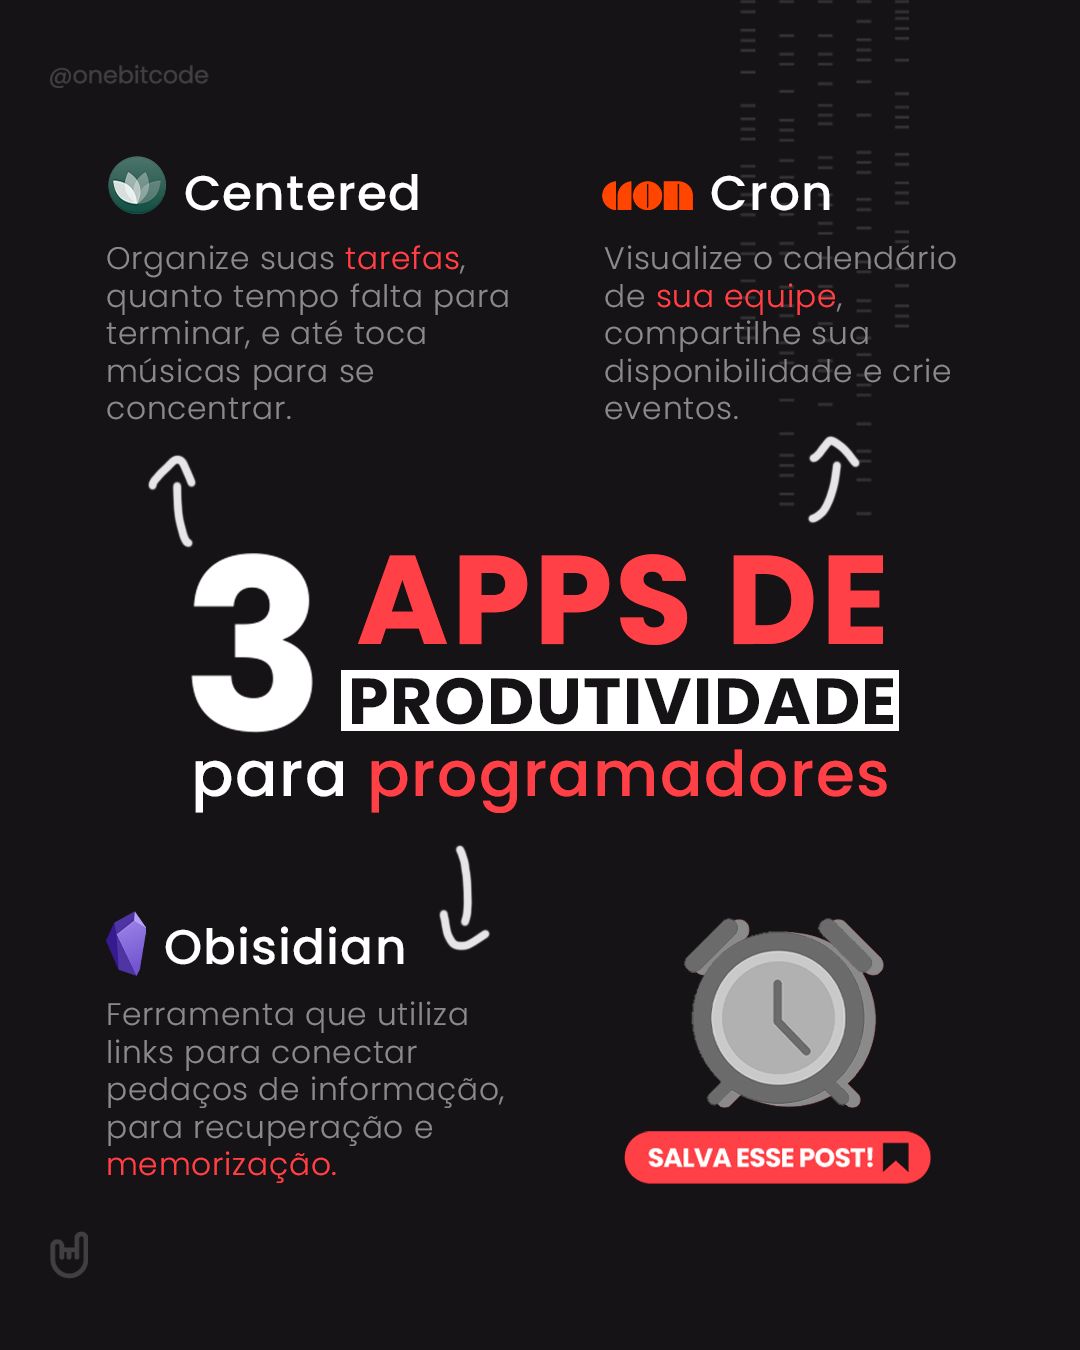 @onebitcode
Centered
Organize suas tarefas,
quanto tempo falta para
terminar, e até toca
músicas para se
concentrar.
cron Cron
Visualize o calendário
de sua equipe,
compartilhe sua
disponibilidade e crie
eventos.
3 APPS DE
PRODUTIVIDADE
para programadores
Obisidian
Ferramenta que utiliza
links para conectar
pedaços de informação,
para recuperação e
memorização.
SALVA ESSE POST!